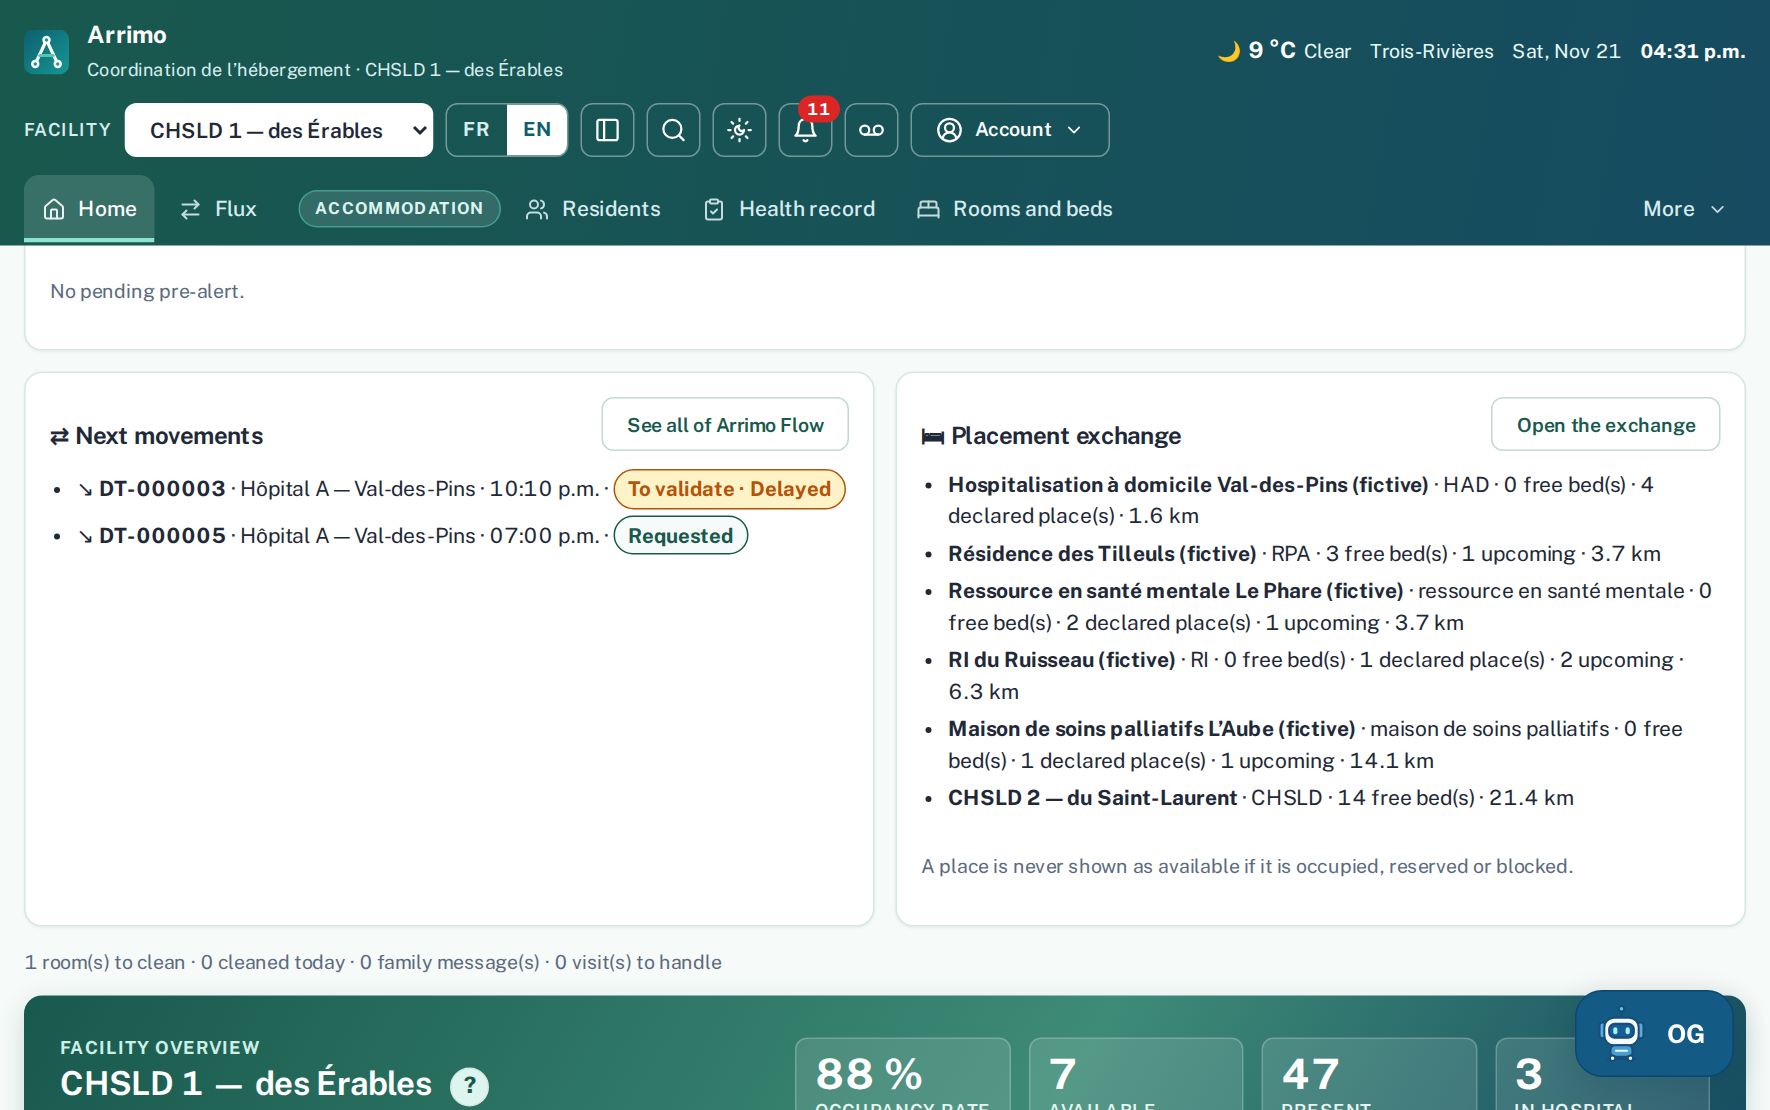 Arrimo
Coordination de l'hébergement · CHSLD 1 — des Érables
9 °C Clear Trois-Rivières Sat, Nov 21 04:31 p.m.
FACILITY CHSLD 1 — des Érables FR EN 11 Account
Home Flux ACCOMMODATION Residents Health record Rooms and beds More
No pending pre-alert.
⇄ Next movements
See all of Arrimo Flow
• ↘ DT-000003 · Hôpital A — Val-des-Pins · 10:10 p.m. · To validate · Delayed
• ↘ DT-000005 · Hôpital A — Val-des-Pins · 07:00 p.m. · Requested
Placement exchange
Open the exchange
• Hospitalisation à domicile Val-des-Pins (fictive) · HAD · 0 free bed(s) · 4
declared place(s) · 1.6 km
• Résidence des Tilleuls (fictive) · RPA · 3 free bed(s) · 1 upcoming · 3.7 km
• Ressource en santé mentale Le Phare (fictive) · ressource en santé mentale · 0
free bed(s) · 2 declared place(s) · 1 upcoming · 3.7 km
• RI du Ruisseau (fictive) · RI · 0 free bed(s) · 1 declared place(s) · 2 upcoming ·
6.3 km
• Maison de soins palliatifs L'Aube (fictive) · maison de soins palliatifs · 0 free
bed(s) · 1 declared place(s) · 1 upcoming · 14.1 km
• CHSLD 2 — du Saint-Laurent · CHSLD · 14 free bed(s) · 21.4 km
A place is never shown as available if it is occupied, reserved or blocked.
1 room(s) to clean · 0 cleaned today · 0 family message(s) · 0 visit(s) to handle
FACILITY OVERVIEW
CHSLD 1 — des Érables ?
88 %
OCCUPANCY RATE
7
AVAILABLE
47
PRESENT
3
IN HOSPITAL
OG